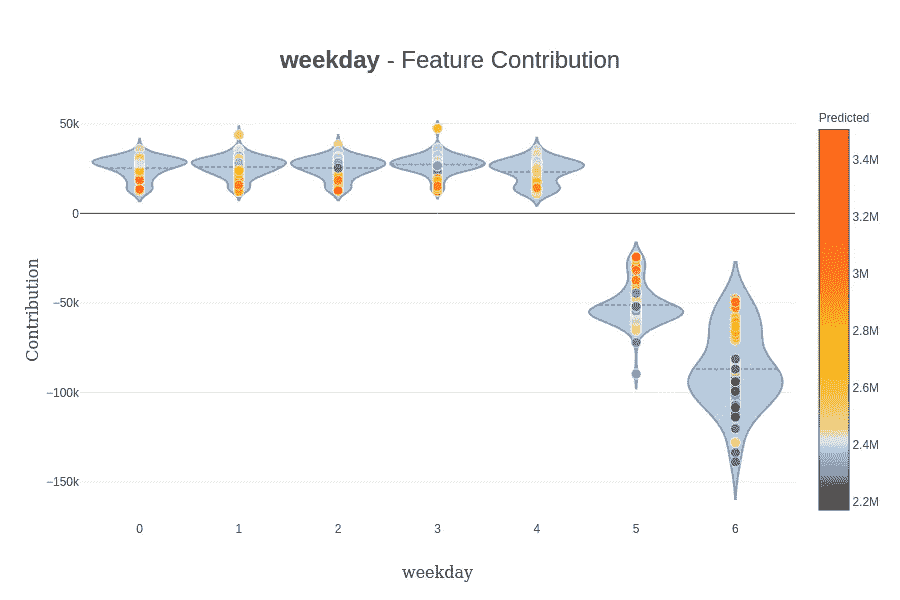 weekday - Feature Contribution
Predicted
50k
0
−50k
−100k
−150k
Contribution
0 1 2 3 4 5 6
weekday
3.4M
3.2M
3M
2.8M
2.6M
2.4M
2.2M